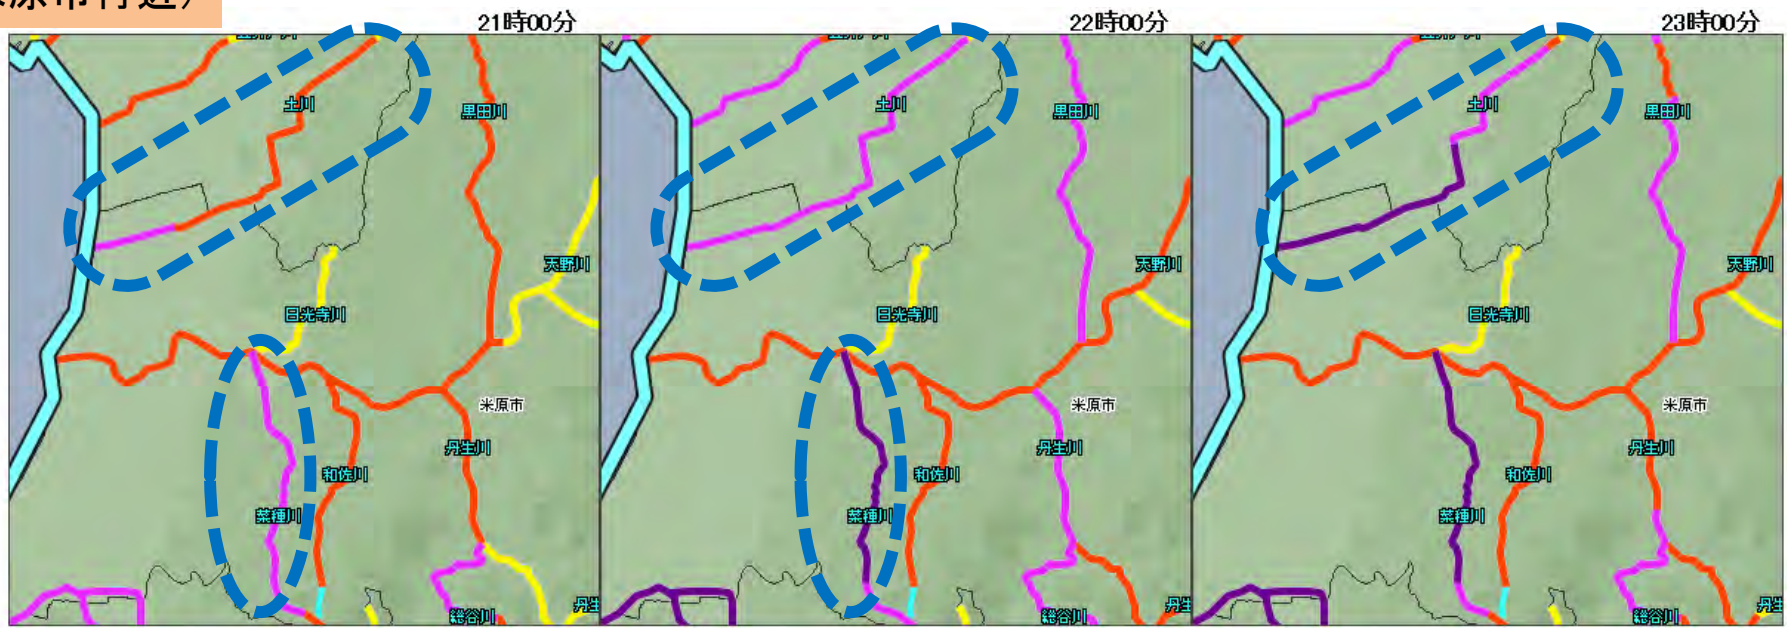 原市付近）
21時00分
22時00分
23時00分
土川
黒田川
天野川
日光寺川
米原市
丹生川
和佐川
菜種川
丹生
総谷川
土川
黒田川
天野川
日光寺川
米原市
丹生川
和佐川
菜種川
丹生
総谷川
土川
黒田川
天野川
日光寺川
米原市
丹生川
和佐川
菜種川
丹生
総谷川